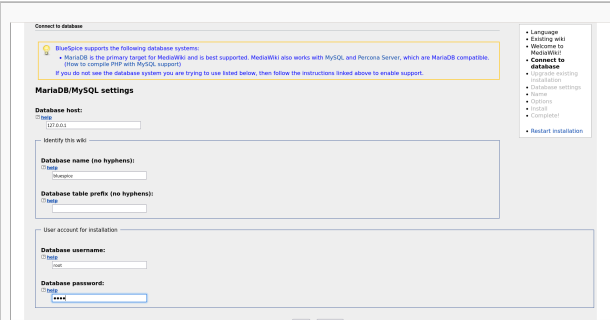 Connect to database
BlueSpice supports the following database systems:
• MariaDB is the primary target for MediaWiki and is best supported. MediaWiki also works with MySQL and Percona Server, which are MariaDB compatible.
(How to compile PHP with MySQL support)
If you do not see the database system you are trying to use listed below, then follow the instructions linked above to enable support.
MariaDB/MySQL settings
Database host:
help
127.0.0.1
Identify this wiki
Database name (no hyphens):
help
bluespice
Database table prefix (no hyphens):
help
User account for installation
Database username:
help
root
Database password:
help
••••
• Language
• Existing wiki
• Welcome to
MediaWiki!
• Connect to
database
• Upgrade existing
installation
• Database settings
• Name
• Options
• Install
• Complete!
• Restart installation